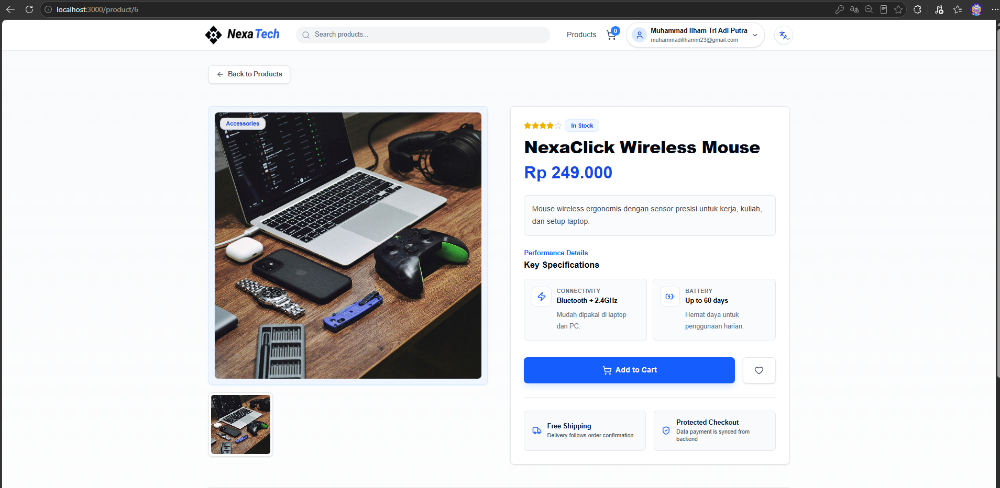 localhost:3000/product/6
Nexa Tech
Search products...
Products
0
Muhammad Ilham Tri Adi Putra
muhammadillhamm23@gmail.com
Back to Products
Accessories
In Stock
NexaClick Wireless Mouse
Rp 249.000
Mouse wireless ergonomis dengan sensor presisi untuk kerja, kuliah,
dan setup laptop.
Performance Details
Key Specifications
CONNECTIVITY
Bluetooth + 2.4GHz
Mudah dipakai di laptop
dan PC.
BATTERY
Up to 60 days
Hemat daya untuk
penggunaan harian.
Add to Cart
Free Shipping
Delivery follows order confirmation
Protected Checkout
Data payment is synced from
backend